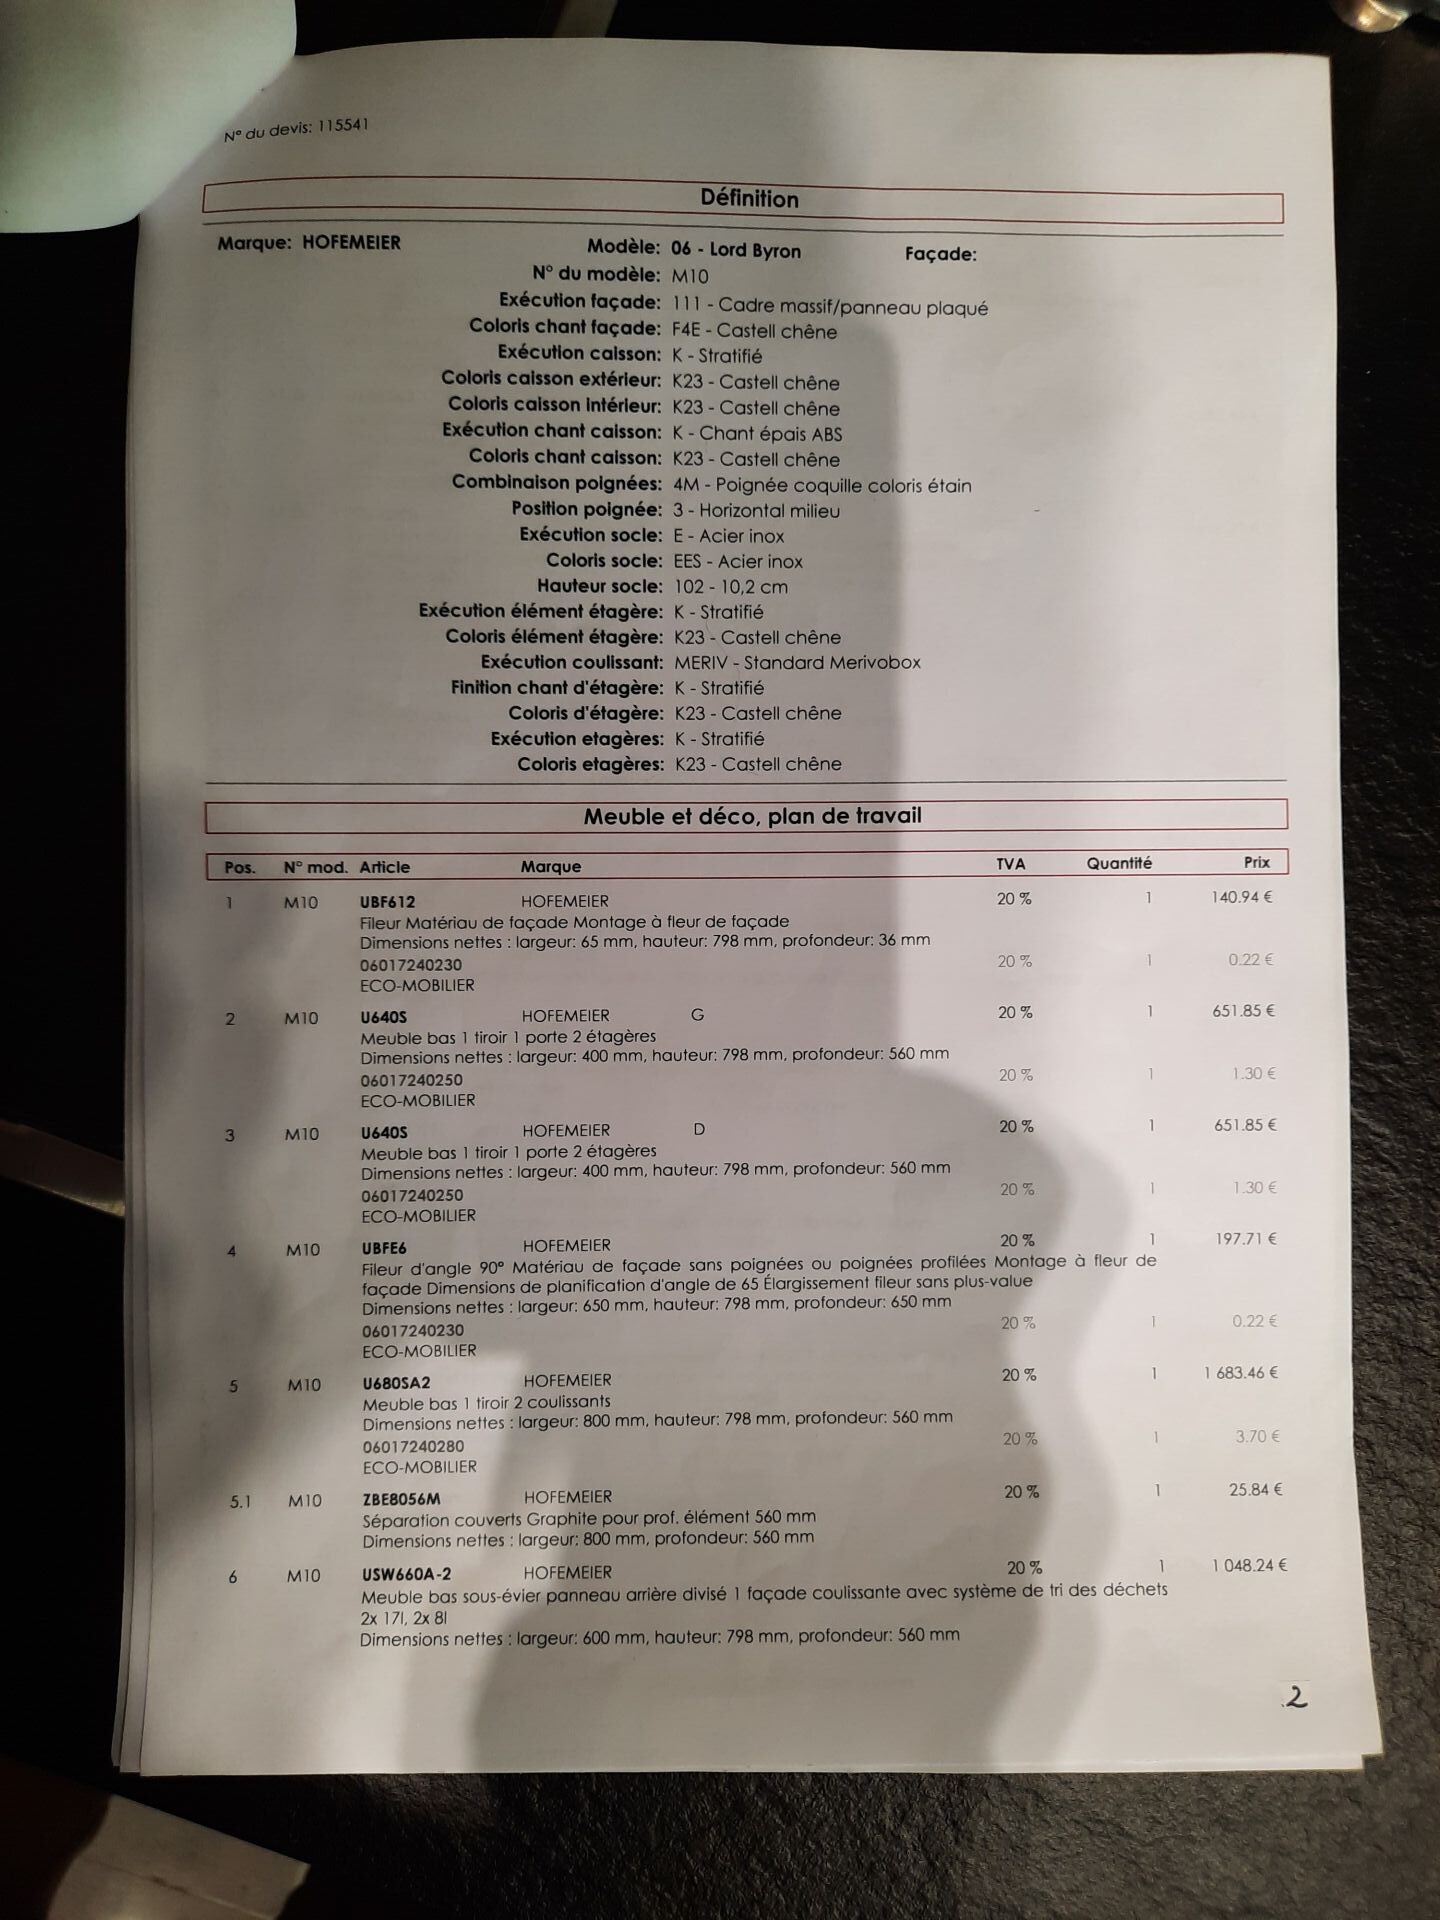 N° du devis: 115541
Définition
Marque: HOFEMEIER Modèle: 06 - Lord Byron Façade:
N° du modèle: M10
Exécution façade: 111 - Cadre massif/panneau plaqué
Coloris chant façade: F4E - Castell chêne
Exécution caisson: K - Stratifié
Coloris caisson extérieur: K23 - Castell chêne
Coloris caisson intérieur: K23 - Castell chêne
Exécution chant caisson: K - Chant épais ABS
Coloris chant caisson: K23 - Castell chêne
Combinaison poignées: 4M - Poignée coquille coloris étain
Position poignée: 3 - Horizontal milieu
Exécution socle: E - Acier inox
Coloris socle: EES - Acier inox
Hauteur socle: 102 - 10,2 cm
Exécution élément étagère: K - Stratifié
Coloris élément étagère: K23 - Castell chêne
Exécution coulissant: MERIV - Standard Merivobox
Finition chant d'étagère: K - Stratifié
Coloris d'étagère: K23 - Castell chêne
Exécution etagères: K - Stratifié
Coloris etagères: K23 - Castell chêne
Meuble et déco, plan de travail
Pos. N° mod. Article Marque TVA Quantité Prix
1 M10 UBF612 HOFEMEIER 20 % 1 140.94 €
Fileur Matériau de façade Montage à fleur de façade
Dimensions nettes : largeur: 65 mm, hauteur: 798 mm, profondeur: 36 mm
06017240230 20 % 1 0.22 €
ECO-MOBILIER
2 M10 U640S HOFEMEIER G 20 % 1 651.85 €
Meuble bas 1 tiroir 1 porte 2 étagères
Dimensions nettes : largeur: 400 mm, hauteur: 798 mm, profondeur: 560 mm
06017240250 20 % 1 1.30 €
ECO-MOBILIER
3 M10 U640S HOFEMEIER D 20 % 1 651.85 €
Meuble bas 1 tiroir 1 porte 2 étagères
Dimensions nettes : largeur: 400 mm, hauteur: 798 mm, profondeur: 560 mm
06017240250 20 % 1 1.30 €
ECO-MOBILIER
4 M10 UBFE6 HOFEMEIER 20 % 1 197.71 €
Fileur d'angle 90° Matériau de façade sans poignées ou poignées profilées Montage à fleur de
façade Dimensions de planification d'angle de 65 Élargissement fileur sans plus-value
Dimensions nettes : largeur: 650 mm, hauteur: 798 mm, profondeur: 650 mm
06017240230 20 % 1 0.22 €
ECO-MOBILIER
5 M10 U680SA2 HOFEMEIER 20 % 1 1 683.46 €
Meuble bas 1 tiroir 2 coulissants
Dimensions nettes : largeur: 800 mm, hauteur: 798 mm, profondeur: 560 mm
06017240280 20 % 1 3.70 €
ECO-MOBILIER
5.1 M10 ZBE8056M HOFEMEIER 20 % 1 25.84 €
Séparation couverts Graphite pour prof. élément 560 mm
Dimensions nettes : largeur: 800 mm, profondeur: 560 mm
6 M10 USW660A-2 HOFEMEIER 20 % 1 1 048.24 €
Meuble bas sous-évier panneau arrière divisé 1 façade coulissante avec système de tri des déchets
2x 17l, 2x 8l
Dimensions nettes : largeur: 600 mm, hauteur: 798 mm, profondeur: 560 mm
2